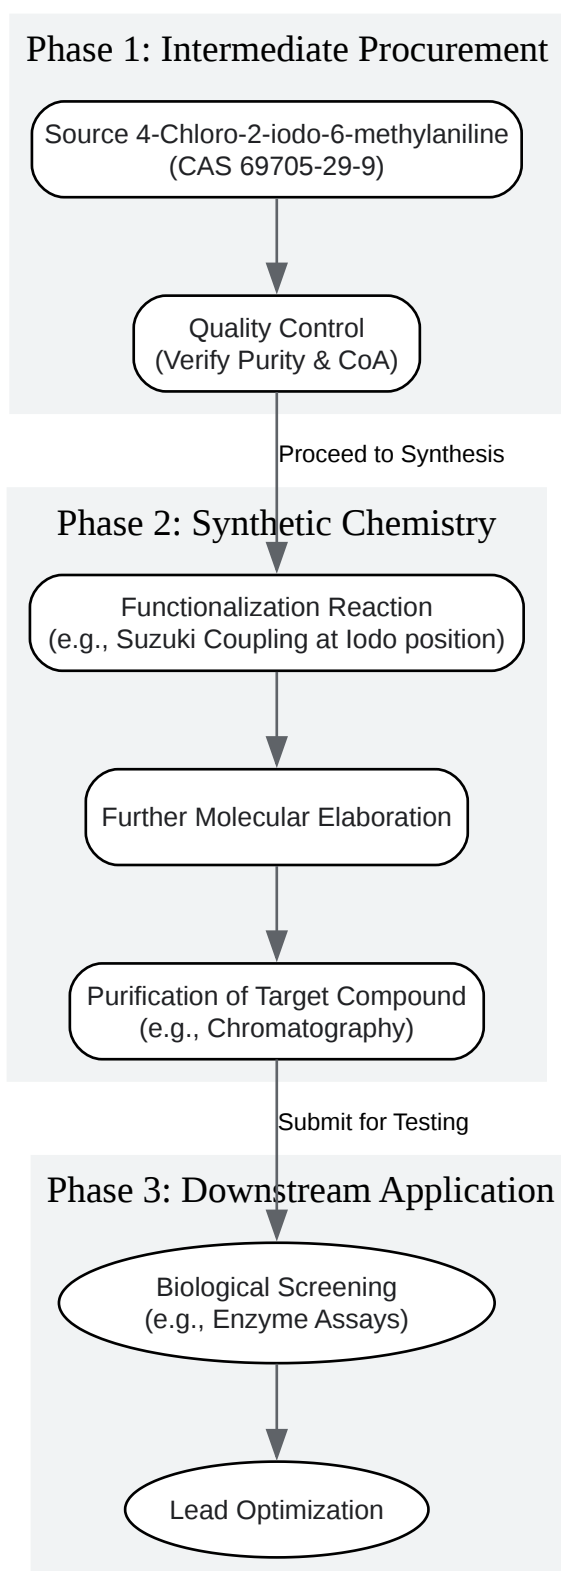 Phase 1: Intermediate Procurement
Source 4-Chloro-2-iodo-6-methylaniline
(CAS 69705-29-9)
Quality Control
(Verify Purity & CoA)
Proceed to Synthesis
Phase 2: Synthetic Chemistry
Functionalization Reaction
(e.g., Suzuki Coupling at Iodo position)
Further Molecular Elaboration
Purification of Target Compound
(e.g., Chromatography)
Submit for Testing
Phase 3: Downstream Application
Biological Screening
(e.g., Enzyme Assays)
Lead Optimization